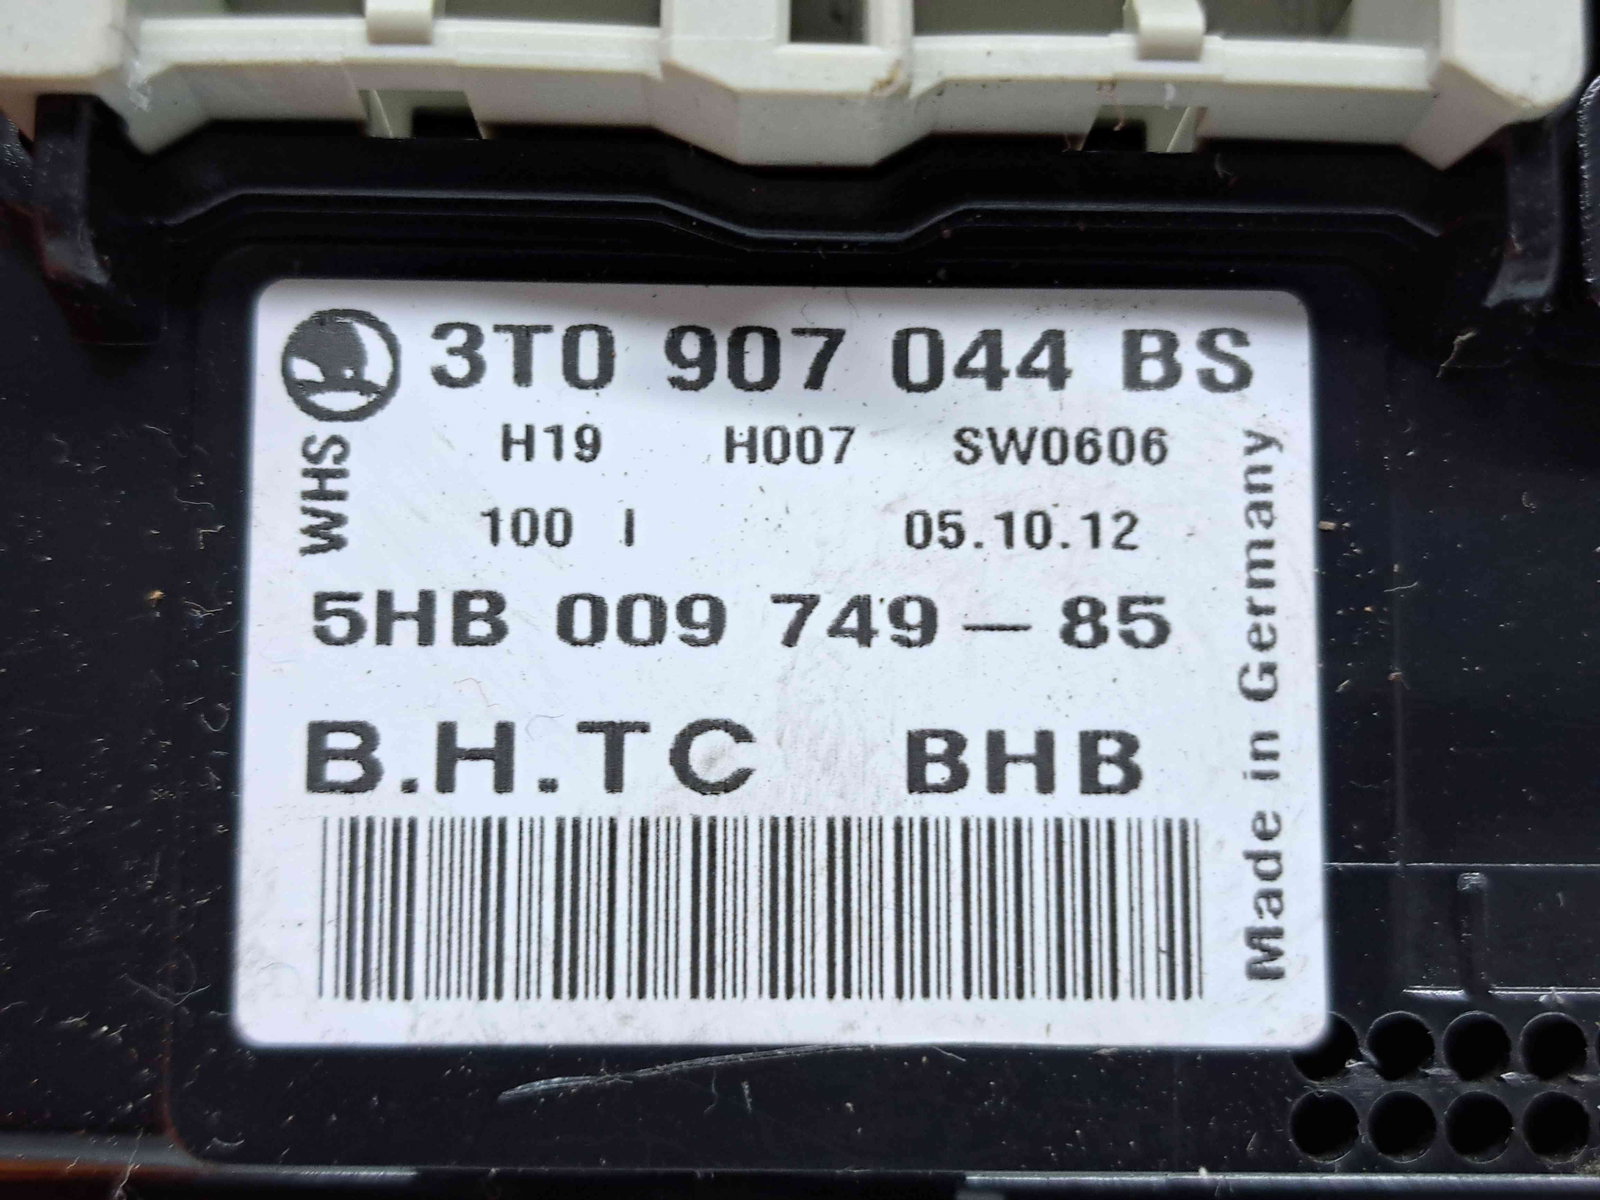 3T0 907 044 BS
H19 H007 SW0606
WHS
100 I 05.10.12
5HB 009 749-85
B.H.TC BHB
Made in Germany